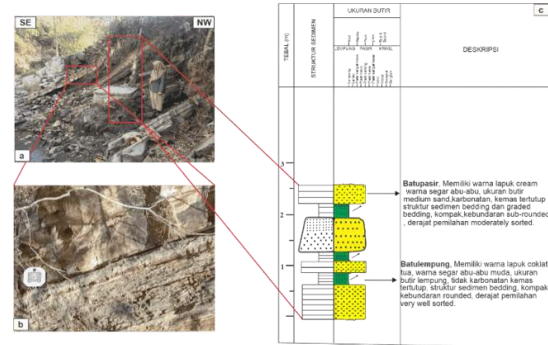 SE
NW
a
b
c
UKURAN BUTIR
TEBAL (m)
STRUKTUR SEDIMEN
LEMPUNG
PASIR
DESKRIPSI
3
2
1
Batupasir, Memiliki warna lapuk cream
, warna segar abu-abu, ukuran butir
medium sand,karbonatan, kemas tertutup
struktur sedimen bedding dan graded
bedding, kompak,kebundaran sub-rounded
, derajat pemilahan moderately sorted.
Batulempung, Memiliki warna lapuk coklat
tua, warna segar abu-abu muda, ukuran
butir lempung, tidak karbonatan kemas
tertutup, struktur sedimen bedding, kompak
kebundaran rounded, derajat pemilahan
very well sorted.